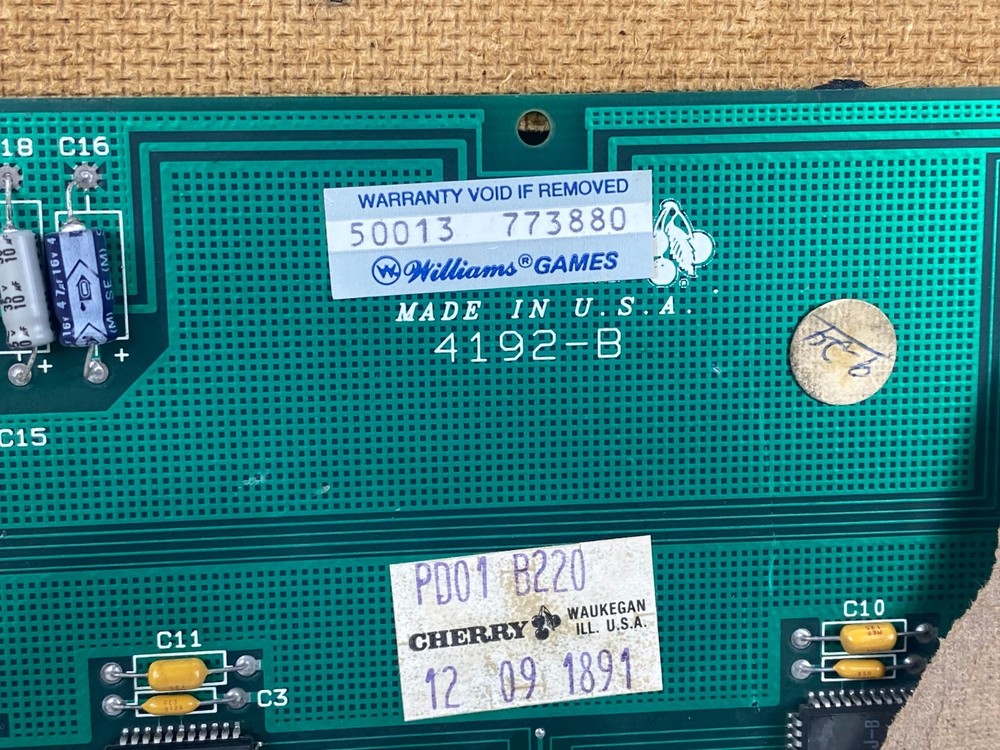 18 C16
WARRANTY VOID IF REMOVED
50013 773880
W Williams® GAMES
MADE IN U.S.A.
4192-B
+ +
C15
PD01 B220
CHERRY WAUKEGAN
ILL. U.S.A.
12 09 1891
C11
C3
C10